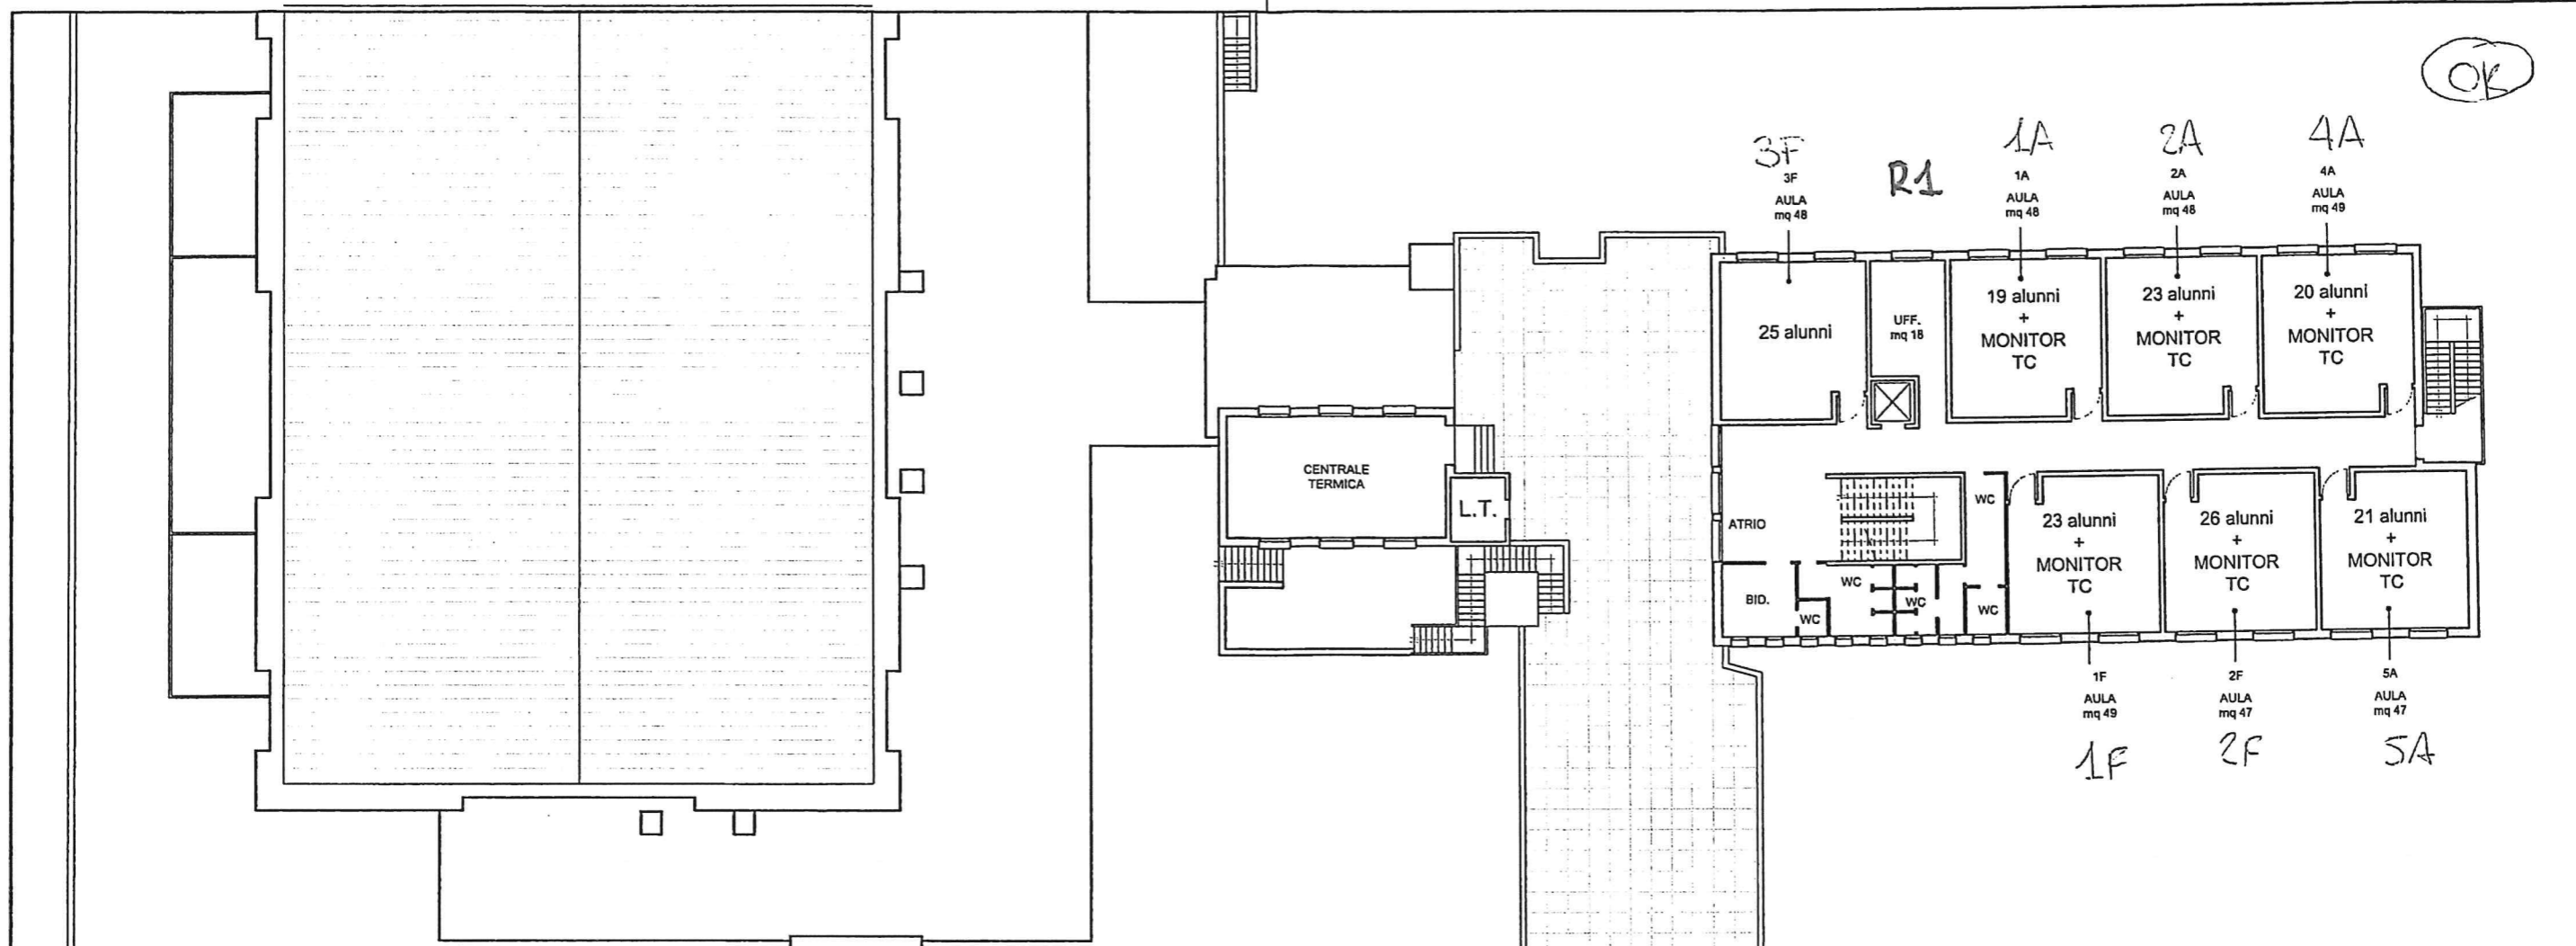 OK
3F
3F
AULA
mq 48
R1
1A
1A
AULA
mq 48
2A
2A
AULA
mq 48
4A
4A
AULA
mq 49
25 alunni
UFF.
mq 18
19 alunni
+
MONITOR
TC
23 alunni
+
MONITOR
TC
20 alunni
+
MONITOR
TC
CENTRALE
TERMICA
L.T.
ATRIO
BID.
WC
WC
WC
WC
WC
23 alunni
+
MONITOR
TC
26 alunni
+
MONITOR
TC
21 alunni
+
MONITOR
TC
1F
AULA
mq 49
1F
2F
AULA
mq 47
2F
5A
AULA
mq 47
5A